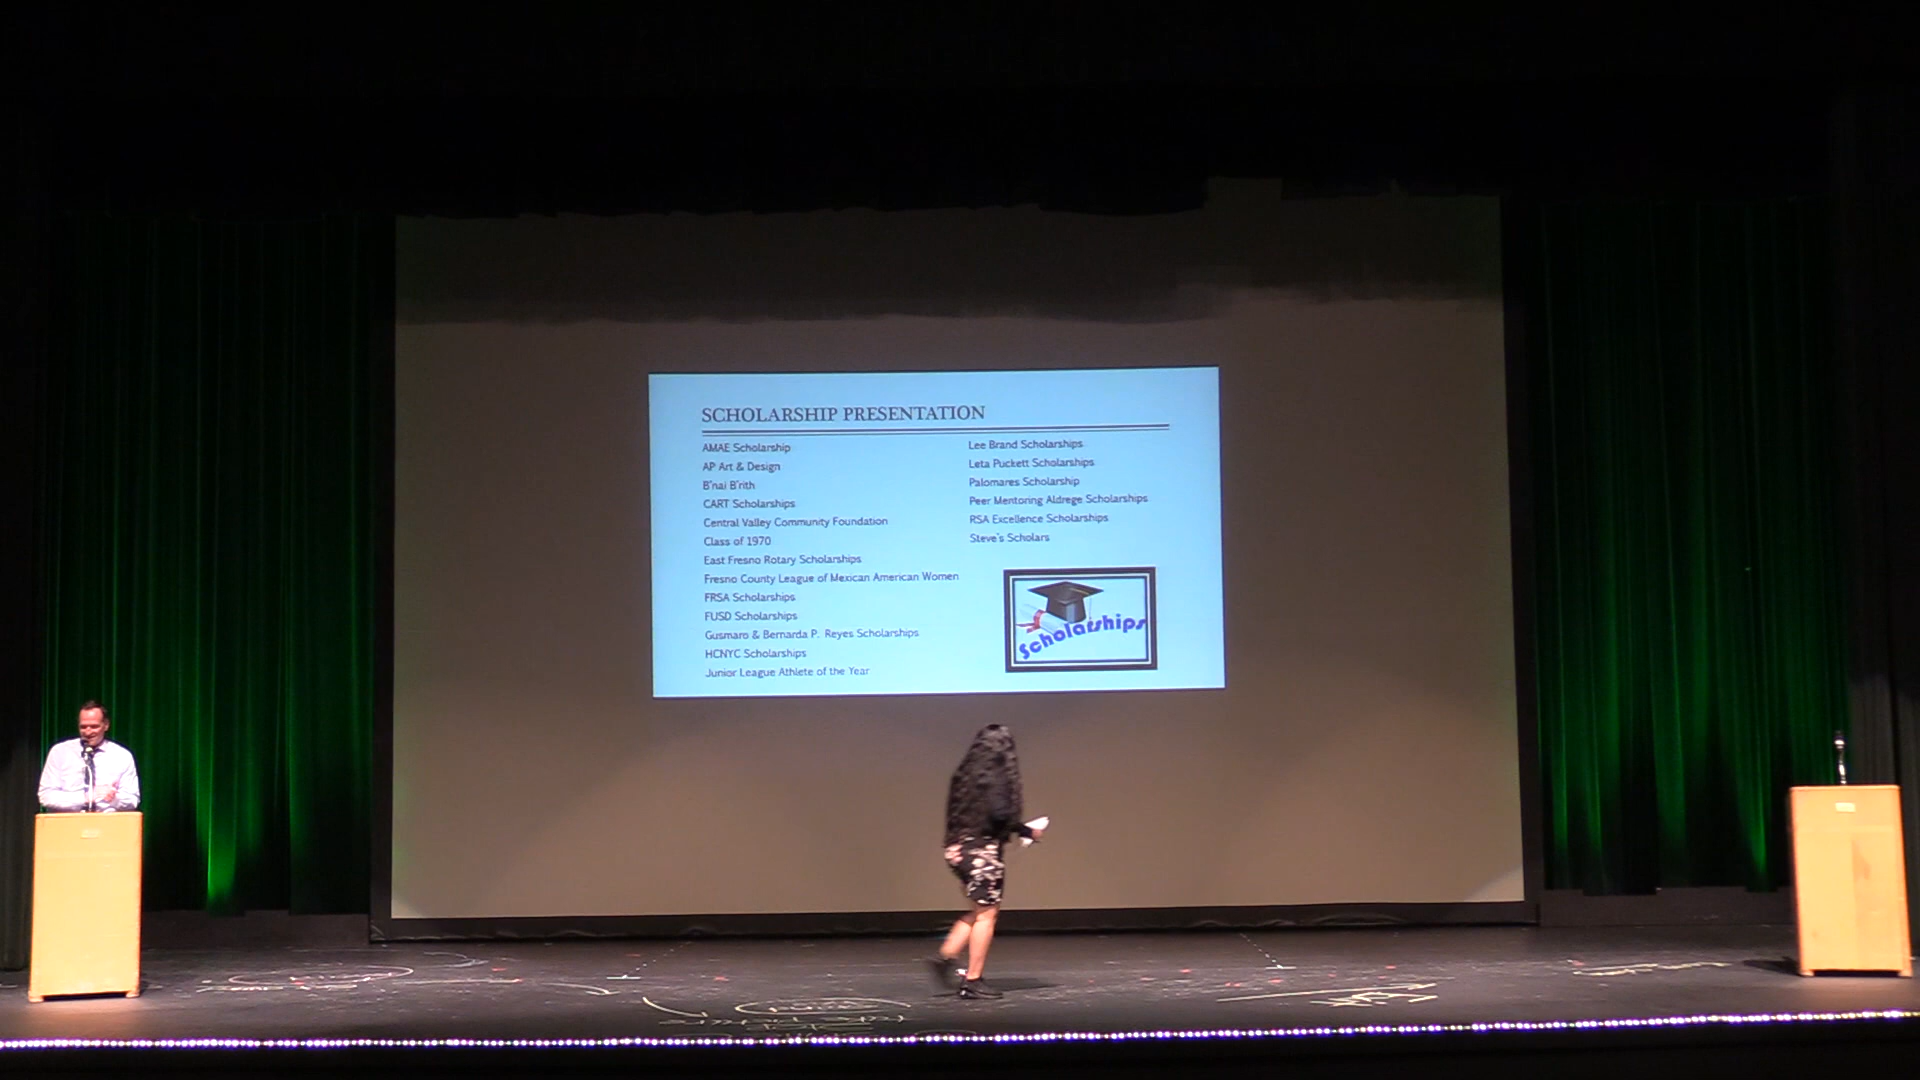 SCHOLARSHIP PRESENTATION
AMAE Scholarship
AP Art & Design
B'nai B'rith
CART Scholarships
Central Valley Community Foundation
Class of 1970
East Fresno Rotary Scholarships
Fresno County League of Mexican American Women
FRSA Scholarships
FUSD Scholarships
Gusmaro & Bernarda P. Reyes Scholarships
HCNYC Scholarships
Junior League Athlete of the Year
Lee Brand Scholarships
Leta Puckett Scholarships
Palomares Scholarship
Peer Mentoring Aldrege Scholarships
RSA Excellence Scholarships
Steve's Scholars
Scholarships